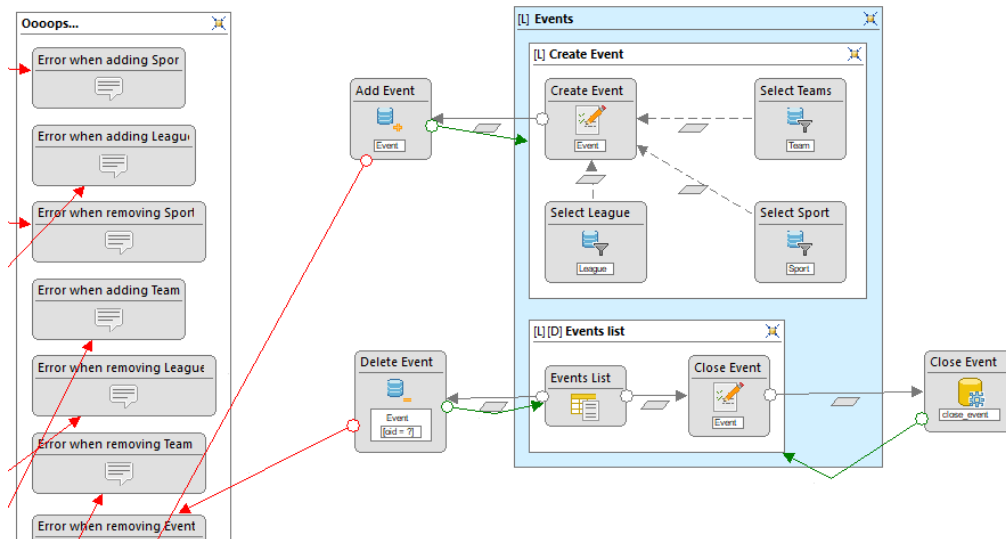 Oooops...
Error when adding Spor
Error when adding Leagu
Error when removing Sport
Error when adding Team
Error when removing League
Error when removing Team
Error when removing Event
Add Event
Event
Delete Event
Event
[oid = ?]
[L] Events
[L] Create Event
Create Event
Event
Select Teams
Team
Select League
League
Select Sport
Sport
[L] [D] Events list
Events List
Close Event
Event
Close Event
close_event